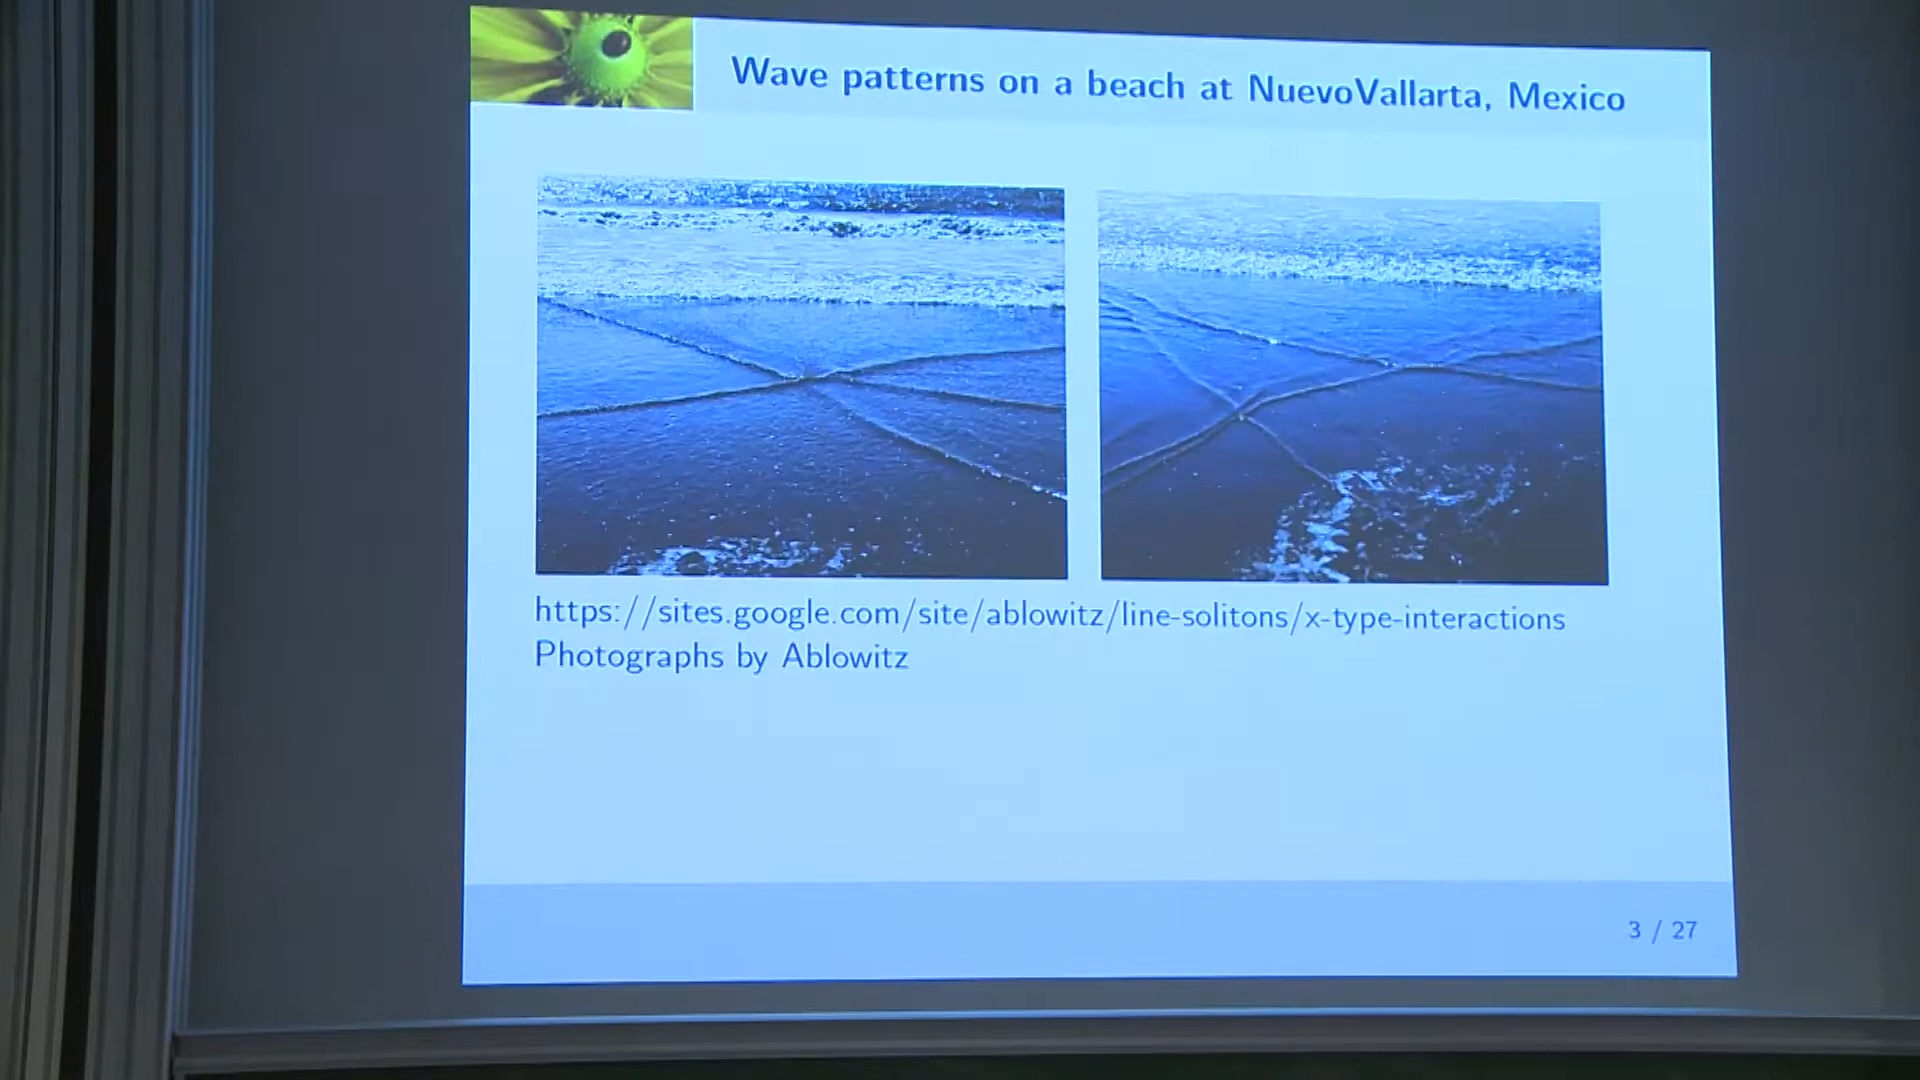 Wave patterns on a beach at NuevoVallarta, Mexico
https://sites.google.com/site/ablowitz/line-solitons/x-type-interactions
Photographs by Ablowitz
3 / 27